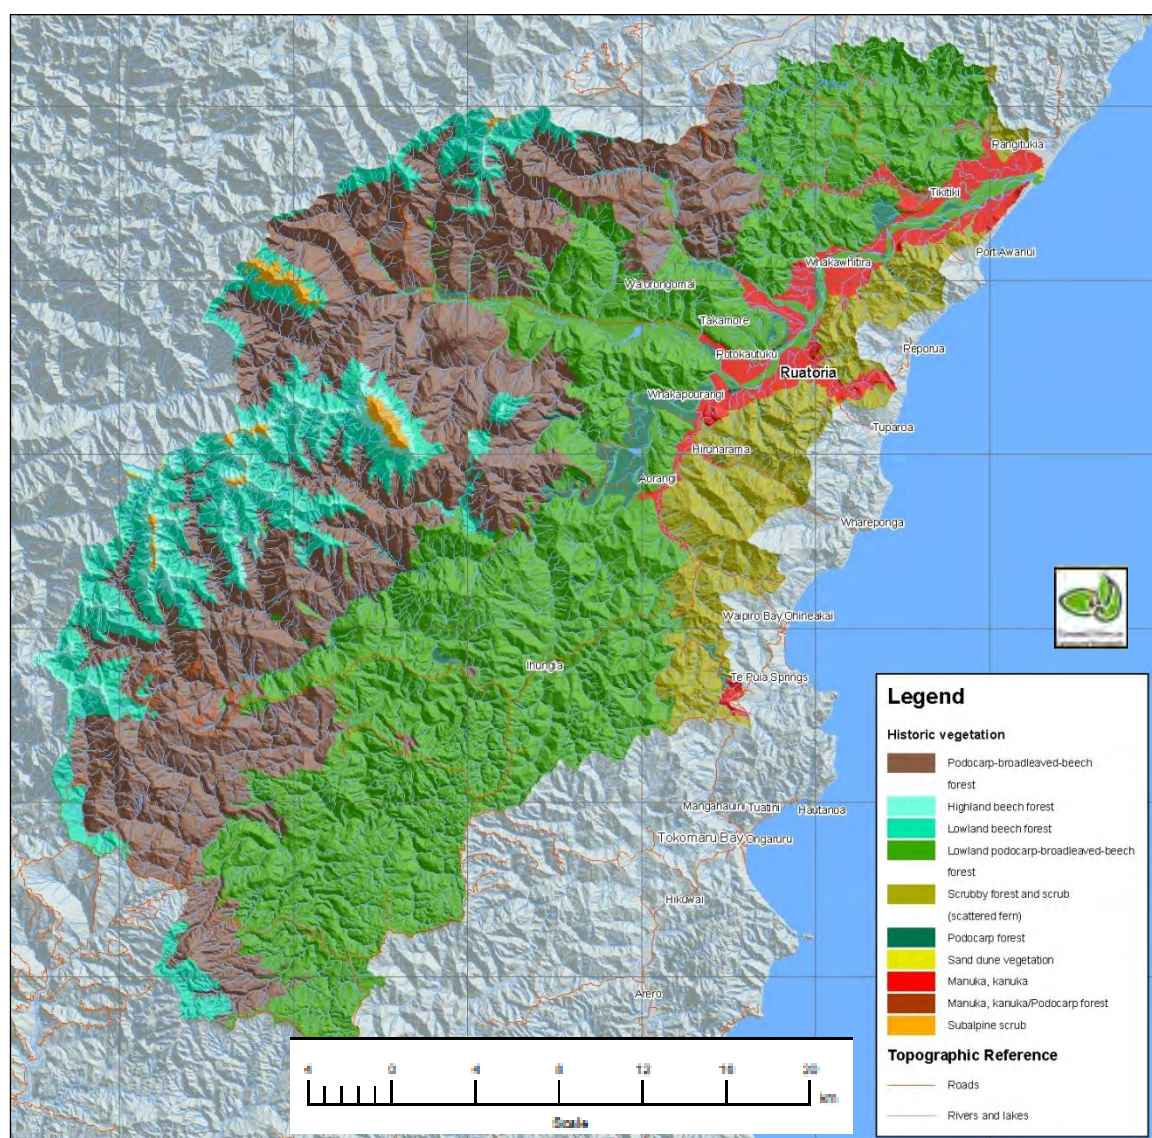 Rangitukia
Tikitiki
Port Awanui
Whakawhitira
Waiorongomai
Takamore
Reporua
Rotokautuku
Ruatoria
Whakapourangi
Tuparoa
Hiruharama
Aorangi
Whareponga
Waipiro Bay Ohineakai
Ihungia
Te Puia Springs
Mangahauini Tuatini Hautanoa
Tokomaru Bay Ongaruru
Hikuwai
Arero
Legend
Historic vegetation
Podocarp-broadleaved-beech
forest
Highland beech forest
Lowland beech forest
Lowland podocarp-broadleaved-beech
forest
Scrubby forest and scrub
(scattered fern)
Podocarp forest
Sand dune vegetation
Manuka, kanuka
Manuka, kanuka/Podocarp forest
Subalpine scrub
Topographic Reference
Roads
Rivers and lakes
4 0 4 8 12 16 20
km
Scale